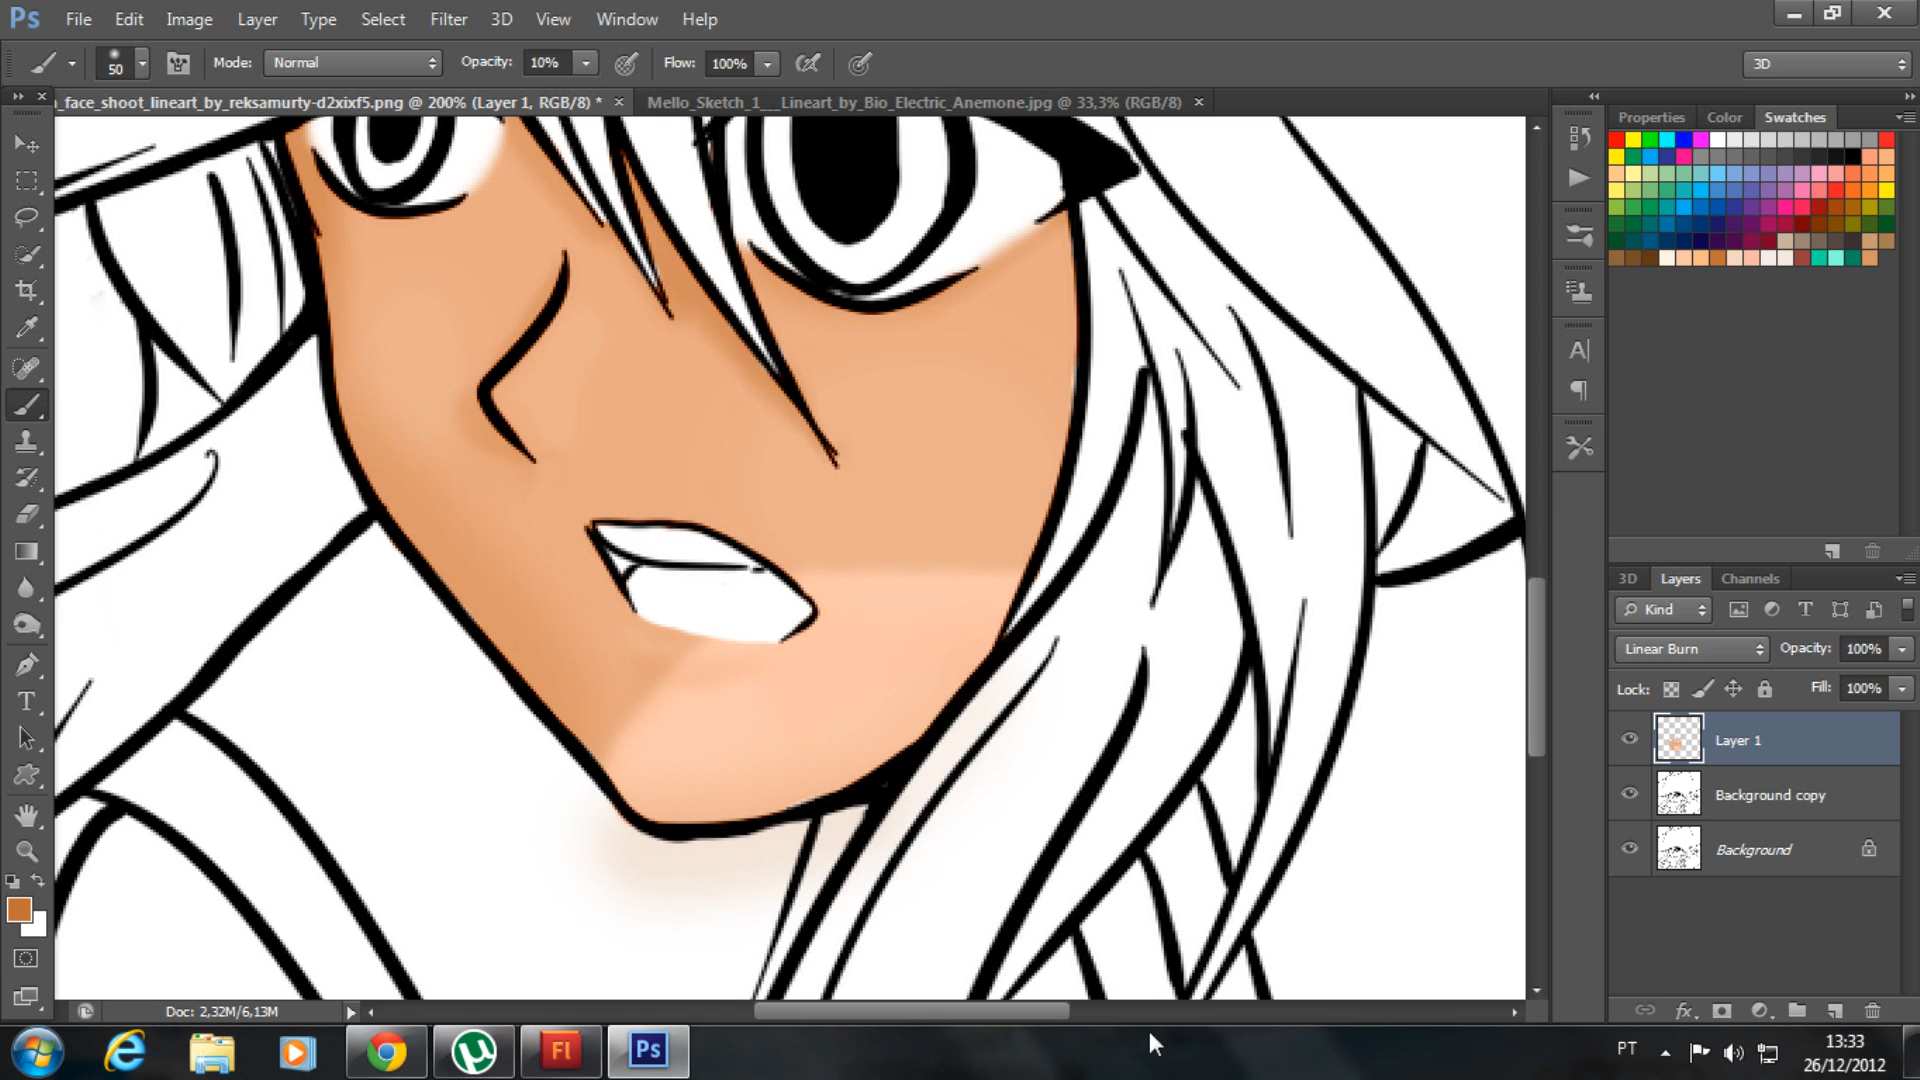 Ps File Edit Image Layer Type Select Filter 3D View Window Help
50 Mode: Normal Opacity: 10% Flow: 100% 3D
_face_shoot_lineart_by_reksamurty-d2xixf5.png @ 200% (Layer 1, RGB/8) * × Mello_Sketch_1___Lineart_by_Bio_Electric_Anemone.jpg @ 33,3% (RGB/8) ×
Properties Color Swatches
3D Layers Channels
Kind
Linear Burn Opacity: 100%
Lock: Fill: 100%
Layer 1
Background copy
Background
Doc: 2,32M/6,13M
Fl Ps PT 13:33
26/12/2012